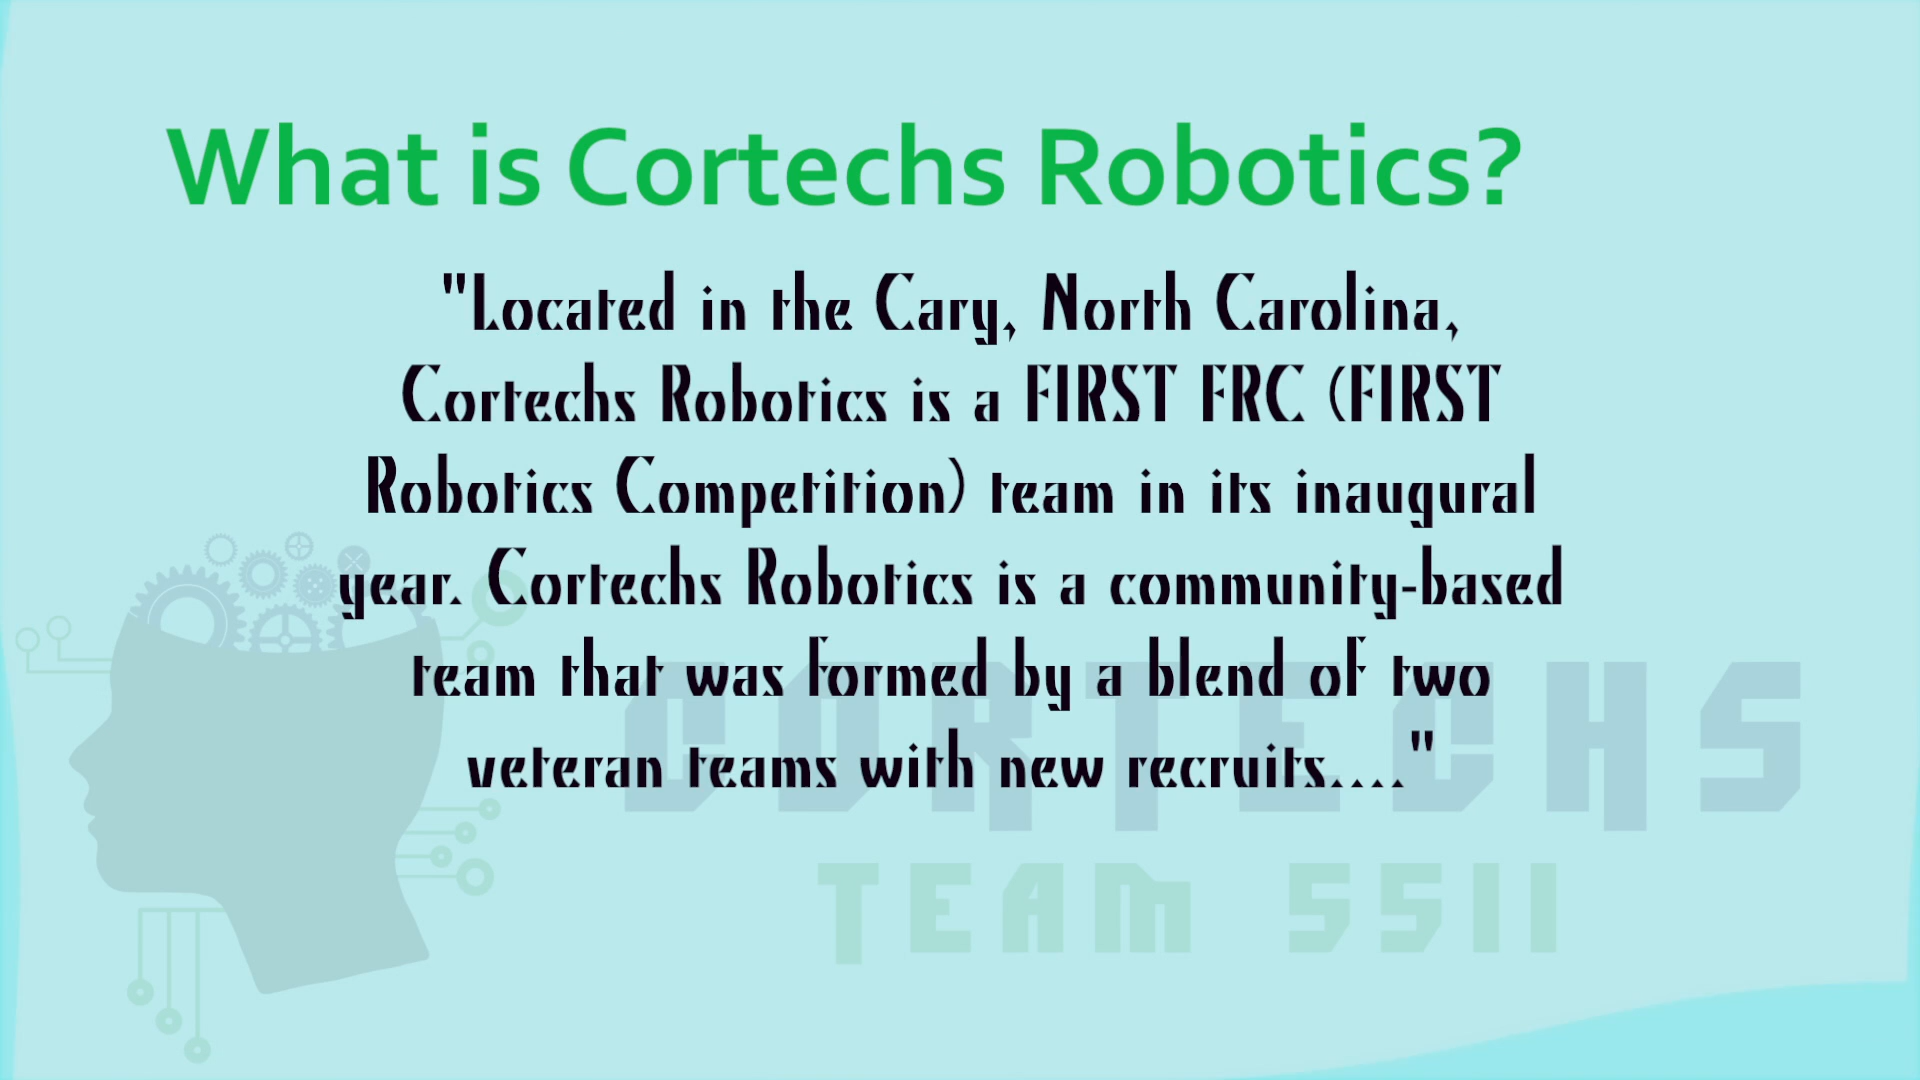 What is Cortechs Robotics?
"Located in the Cary, North Carolina,
Cortechs Robotics is a FIRST FRC (FIRST
Robotics Competition) team in its inaugural
year. Cortechs Robotics is a community-based
team that was formed by a blend of two
veteran teams with new recruits...."
CORTECHS
TEAM 5511